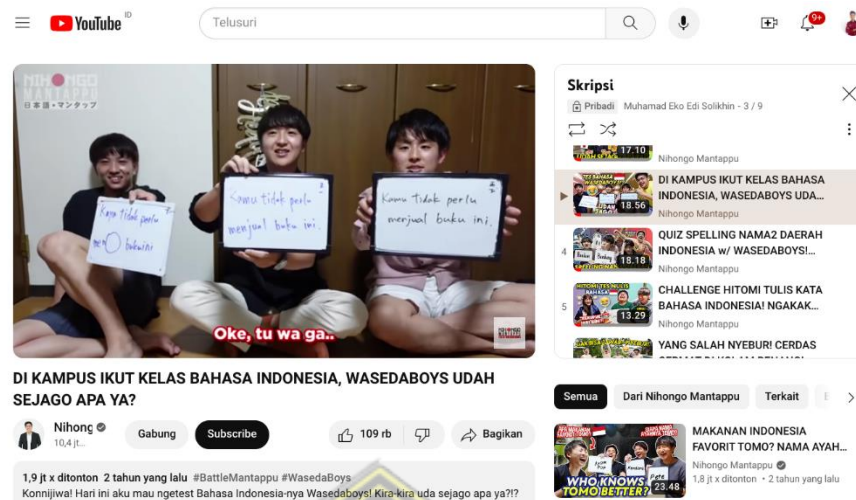 YouTube ID
Telusuri
9+
NIHONGO
MANTAPPU
日本語・マンタップ
Kamu tidak perlu
men bukuini
Kamu tidak perlu
menjual buku ini.
Kamu tidak perlu
menjual buku ini.
Oke, tu wa ga..
DI KAMPUS IKUT KELAS BAHASA INDONESIA, WASEDABOYS UDAH
SEJAGO APA YA?
Nihong
10,4 jt...
Gabung
Subscribe
109 rb
Bagikan
1,9 jt x ditonton 2 tahun yang lalu #BattleMantappu #WasedaBoys
Konnijiwa! Hari ini aku mau ngetest Bahasa Indonesia-nya Wasedaboys! Kira-kira uda sejago apa ya?!?
Skripsi
Pribadi Muhamad Eko Edi Solikhin - 3 / 9
17.10
Nihongo Mantappu
18.56
DI KAMPUS IKUT KELAS BAHASA
INDONESIA, WASEDABOYS UDA...
Nihongo Mantappu
4
18.18
QUIZ SPELLING NAMA2 DAERAH
INDONESIA w/ WASEDABOYS!...
Nihongo Mantappu
5
13.29
CHALLENGE HITOMI TULIS KATA
BAHASA INDONESIA! NGAKAK...
Nihongo Mantappu
YANG SALAH NYEBUR! CERDAS
Semua
Dari Nihongo Mantappu
Terkait
WHO KNOWS
TOMO BETTER?
23.48
MAKANAN INDONESIA
FAVORIT TOMO? NAMA AYAH...
Nihongo Mantappu
1,8 jt x ditonton • 2 tahun yang lalu